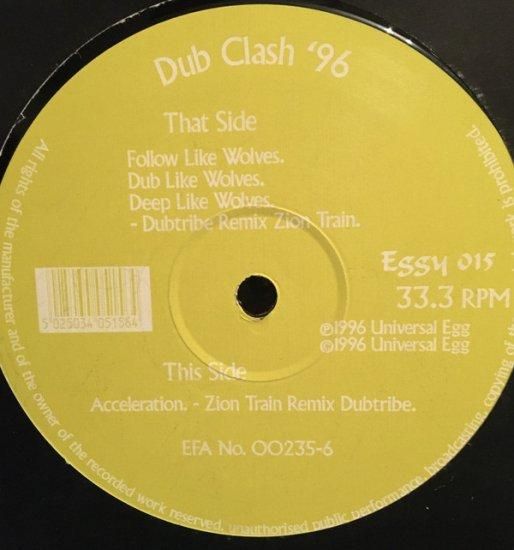 Dub Clash '96
That Side
Follow Like Wolves.
Dub Like Wolves.
Deep Like Wolves.
- Dubtribe Remix Zion Train.
Eggy 015
33.3 RPM
℗1996 Universal Egg
©1996 Universal Egg
5 025034 051564
This Side
Acceleration. - Zion Train Remix Dubtribe.
EFA No. 00235-6
All rights of the manufacturer and of the owner of the recorded work reserved, unauthorised public performance, broadcasting, copying of this work is prohibited.